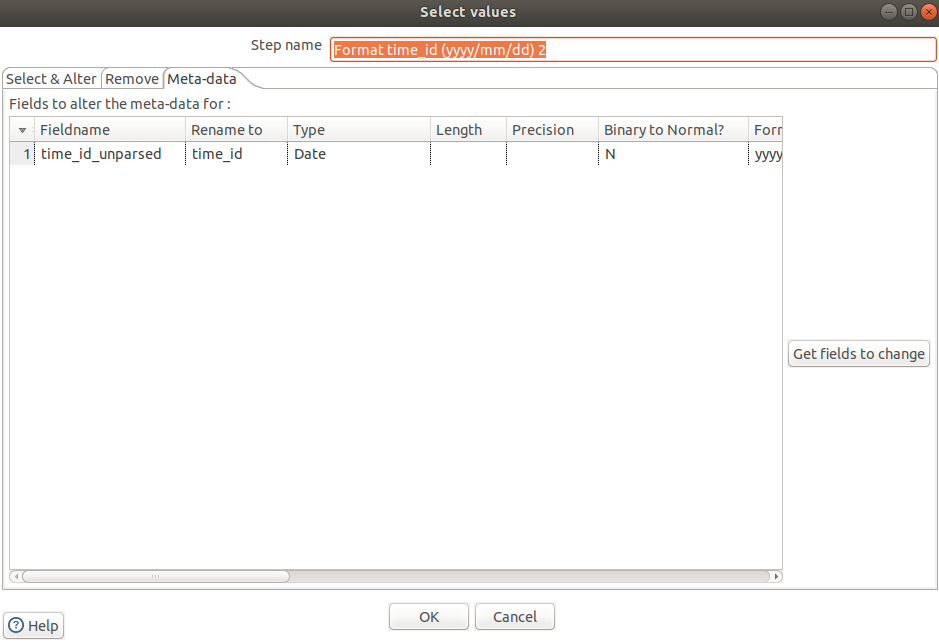 Select values
Step name Format time_id (yyyy/mm/dd) 2
Select & Alter Remove Meta-data
Fields to alter the meta-data for :
Fieldname Rename to Type Length Precision Binary to Normal? Forr
1 time_id_unparsed time_id Date N yyyy
Get fields to change
OK Cancel
Help